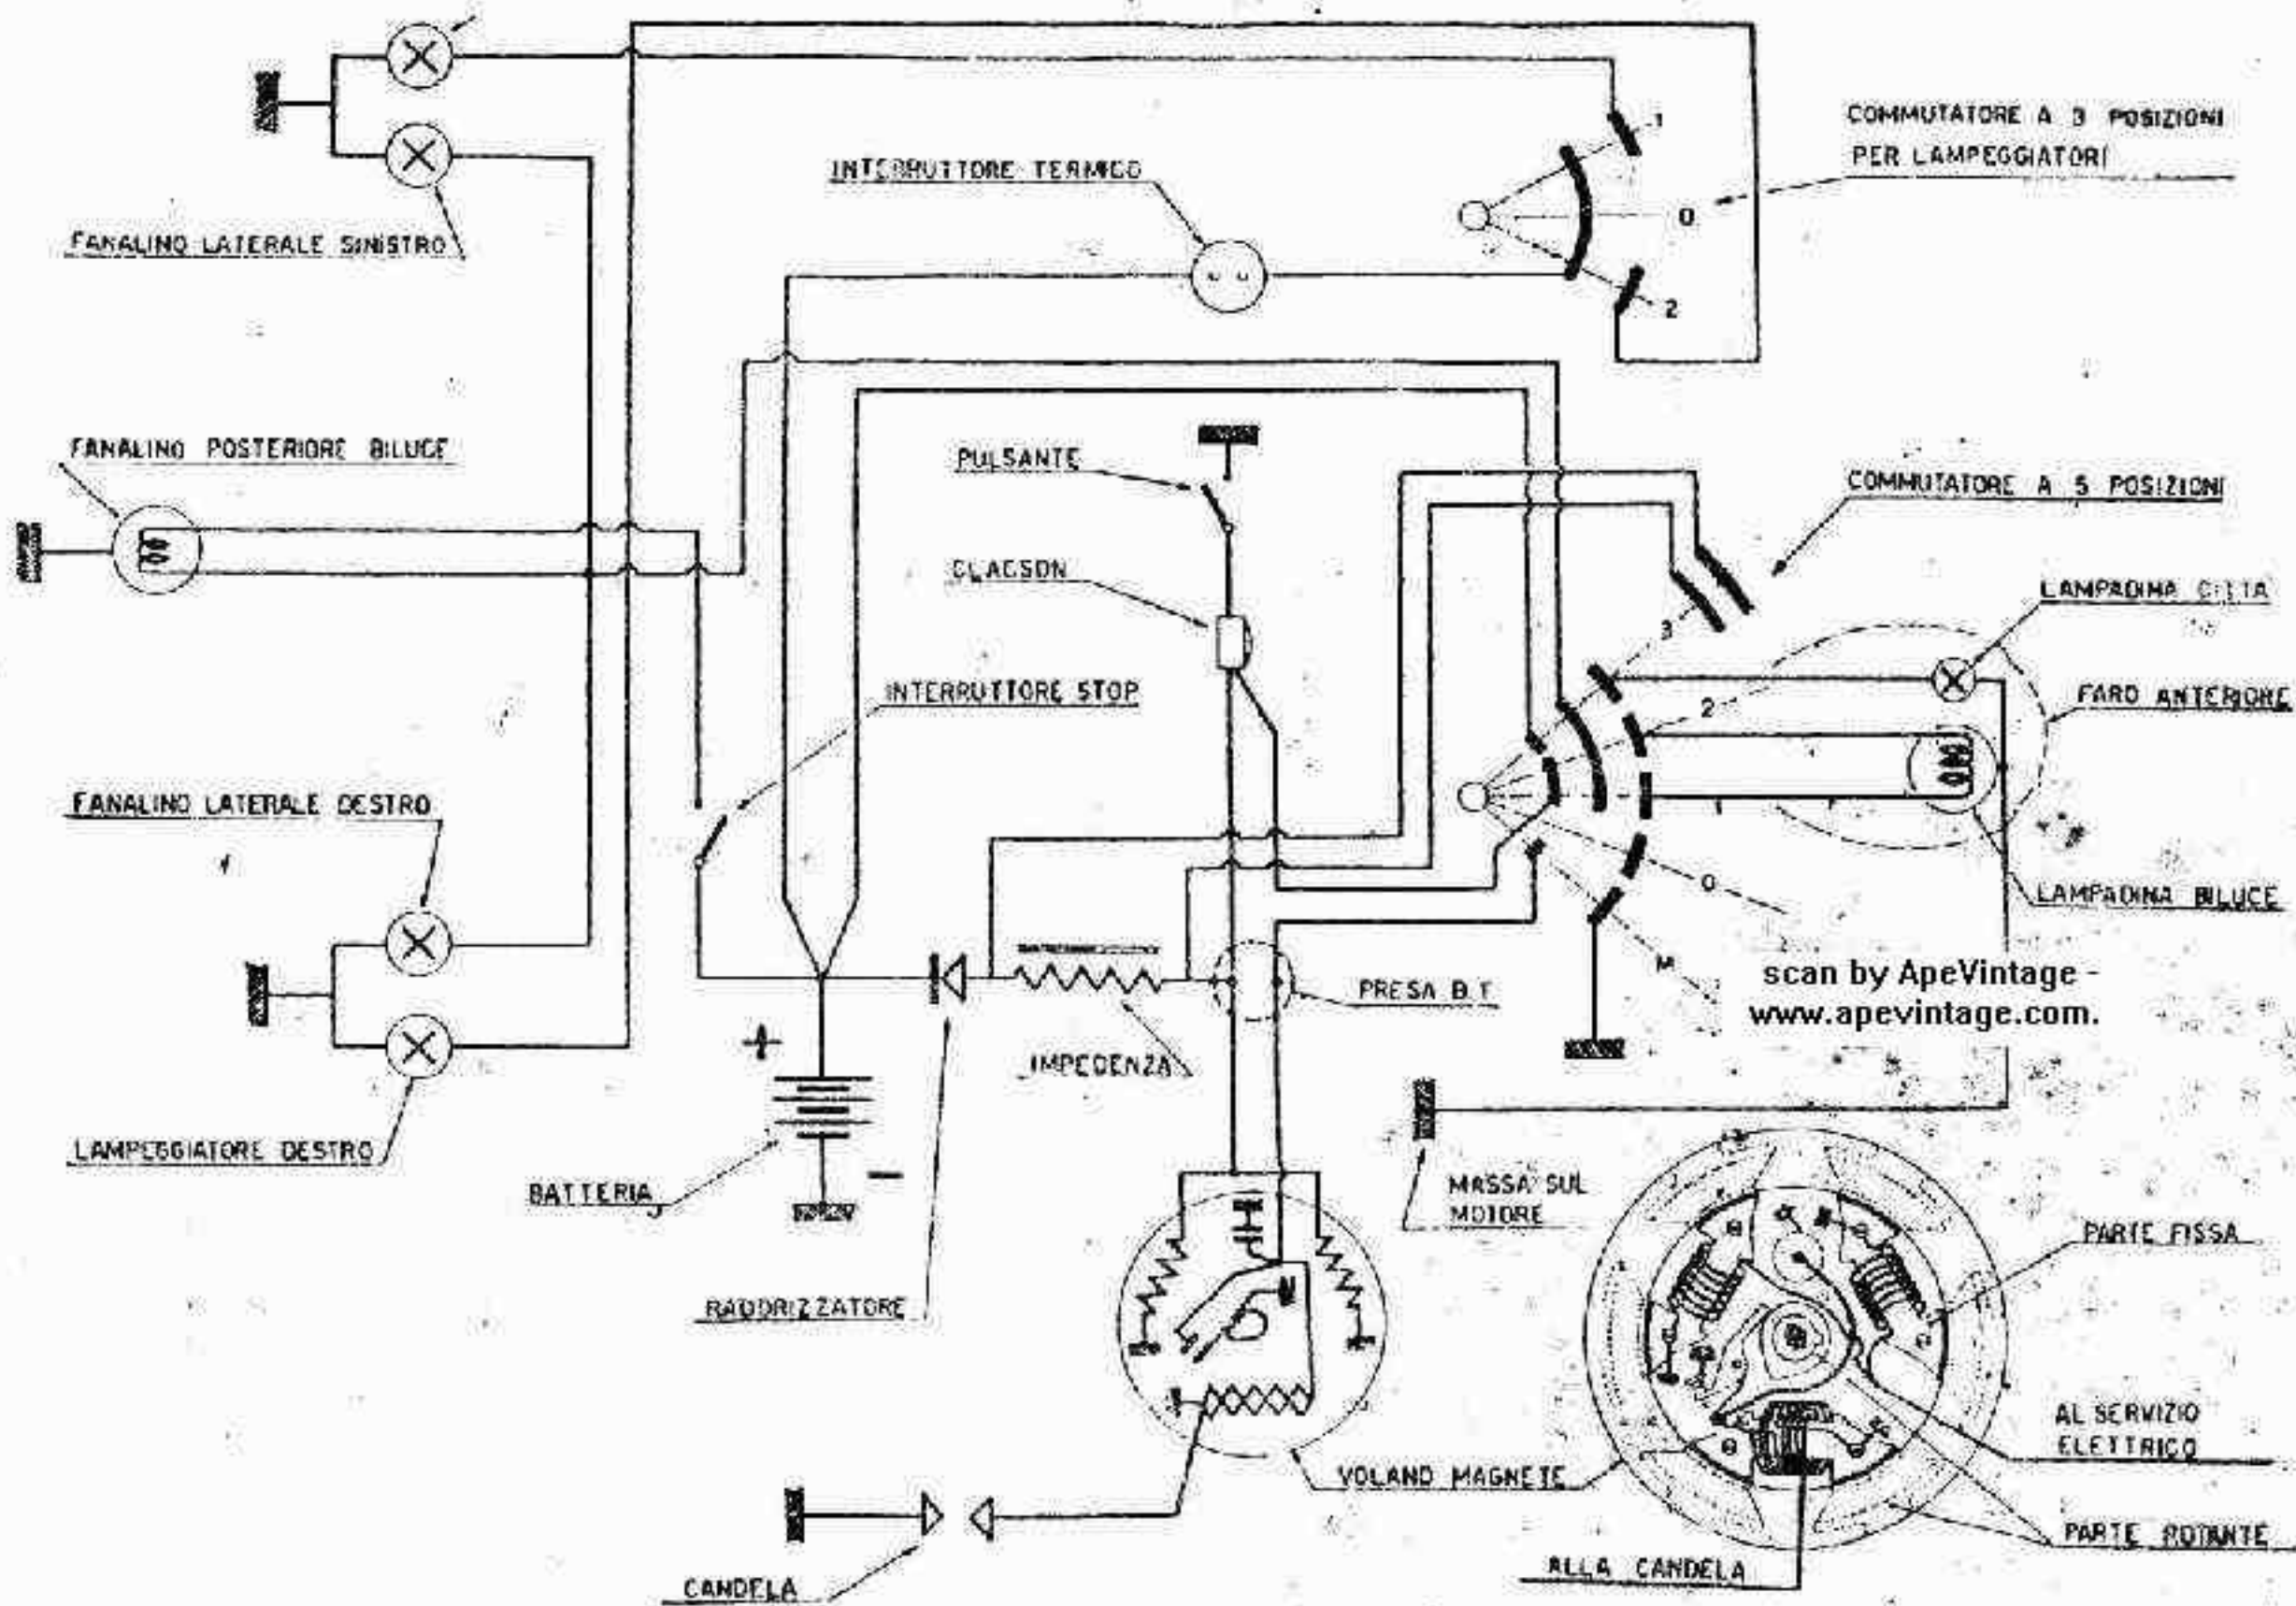 COMMUTATORE A 3 POSIZIONI
PER LAMPEGGIATORI
INTERRUTTORE TERMICO
1
0
2
FANALINO LATERALE SINISTRO
FANALINO POSTERIORE BILUCE
PULSANTE
COMMUTATORE A 5 POSIZIONI
CLACSON
LAMPADINA CITTA
3
INTERRUTTORE STOP
2
FARO ANTERIORE
FANALINO LATERALE DESTRO
1
0
LAMPADINA BILUCE
M
scan by ApeVintage -
www.apevintage.com.
PRESA B.T
+
IMPEDENZA
LAMPEGGIATORE DESTRO
BATTERIA
−
MASSA SUL
MOTORE
PARTE FISSA
RADDRIZZATORE
AL SERVIZIO
ELETTRICO
VOLANO MAGNETE
PARTE ROTANTE
ALLA CANDELA
CANDELA